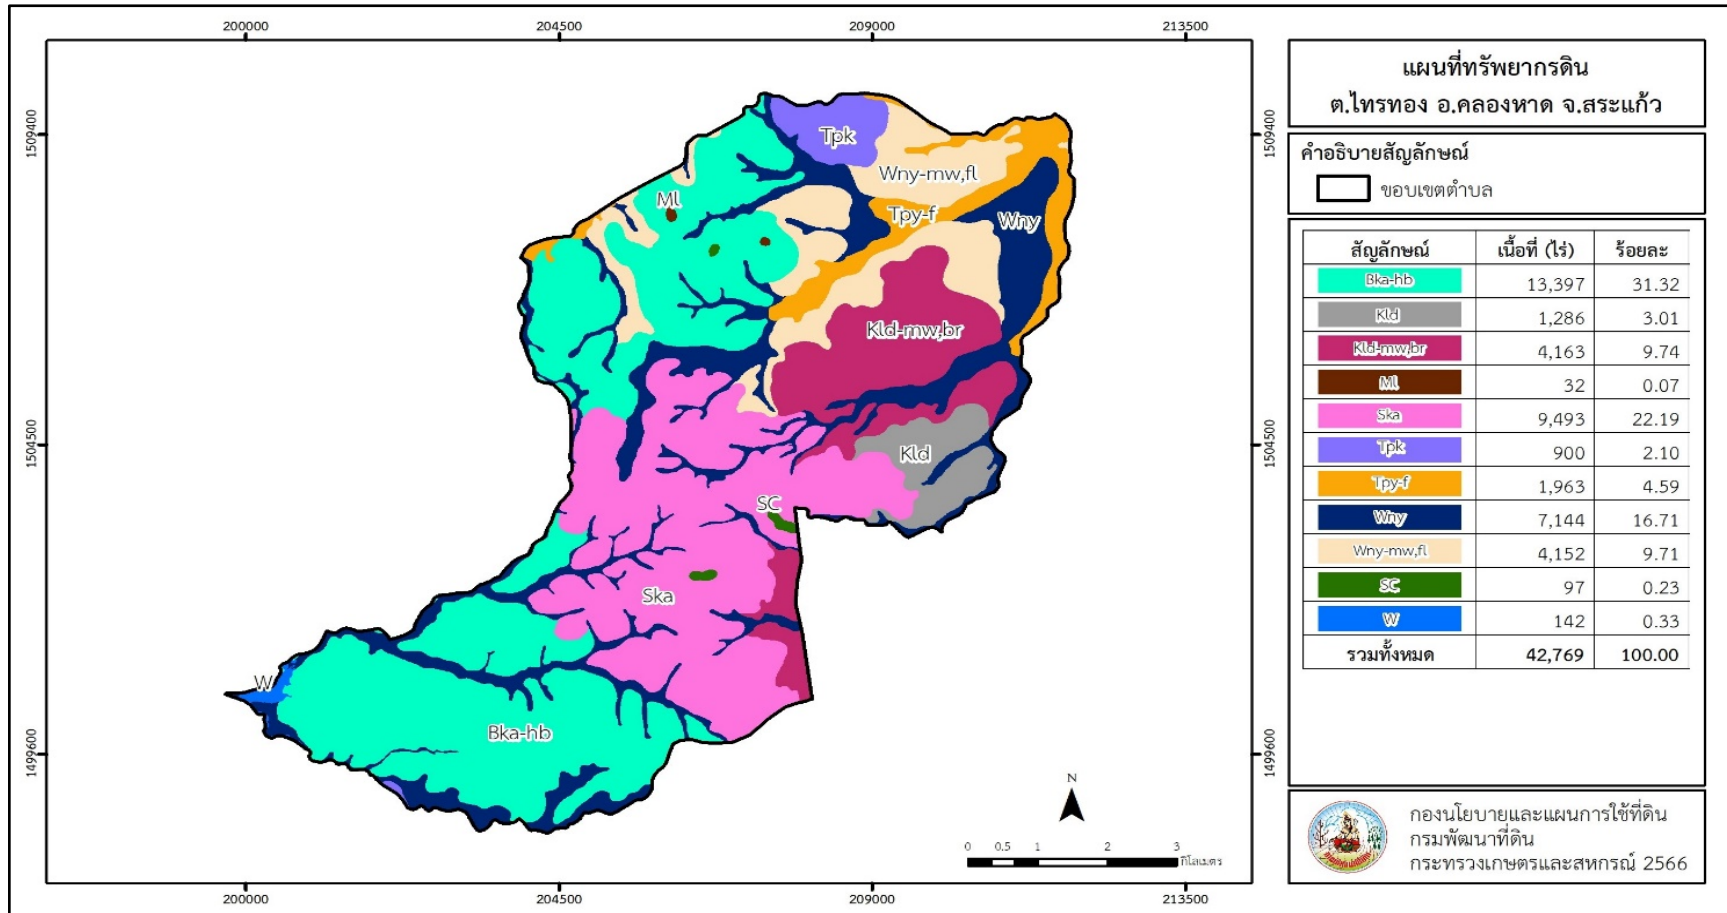 200000
204500
209000
213500
1509400
1504500
1499600
1509400
1504500
1499600
Tpk
Wny-mw,fl
Ml
Tpy-f
Wny
Kld-mw,br
Kld
SC
Ska
W
Bka-hb
N
0 0.5 1 2 3
กิโลเมตร
200000
204500
209000
213500
แผนที่ทรัพยากรดิน
ต.ไทรทอง อ.คลองหาด จ.สระแก้ว
คำอธิบายสัญลักษณ์
ขอบเขตตำบล
สัญลักษณ์ เนื้อที่ (ไร่) ร้อยละ
Bka-hb 13,397 31.32
Kld 1,286 3.01
Kld-mw,br 4,163 9.74
Ml 32 0.07
Ska 9,493 22.19
Tpk 900 2.10
Tpy-f 1,963 4.59
Wny 7,144 16.71
Wny-mw,fl 4,152 9.71
SC 97 0.23
W 142 0.33
รวมทั้งหมด 42,769 100.00
กองนโยบายและแผนการใช้ที่ดิน
กรมพัฒนาที่ดิน
กระทรวงเกษตรและสหกรณ์ 2566